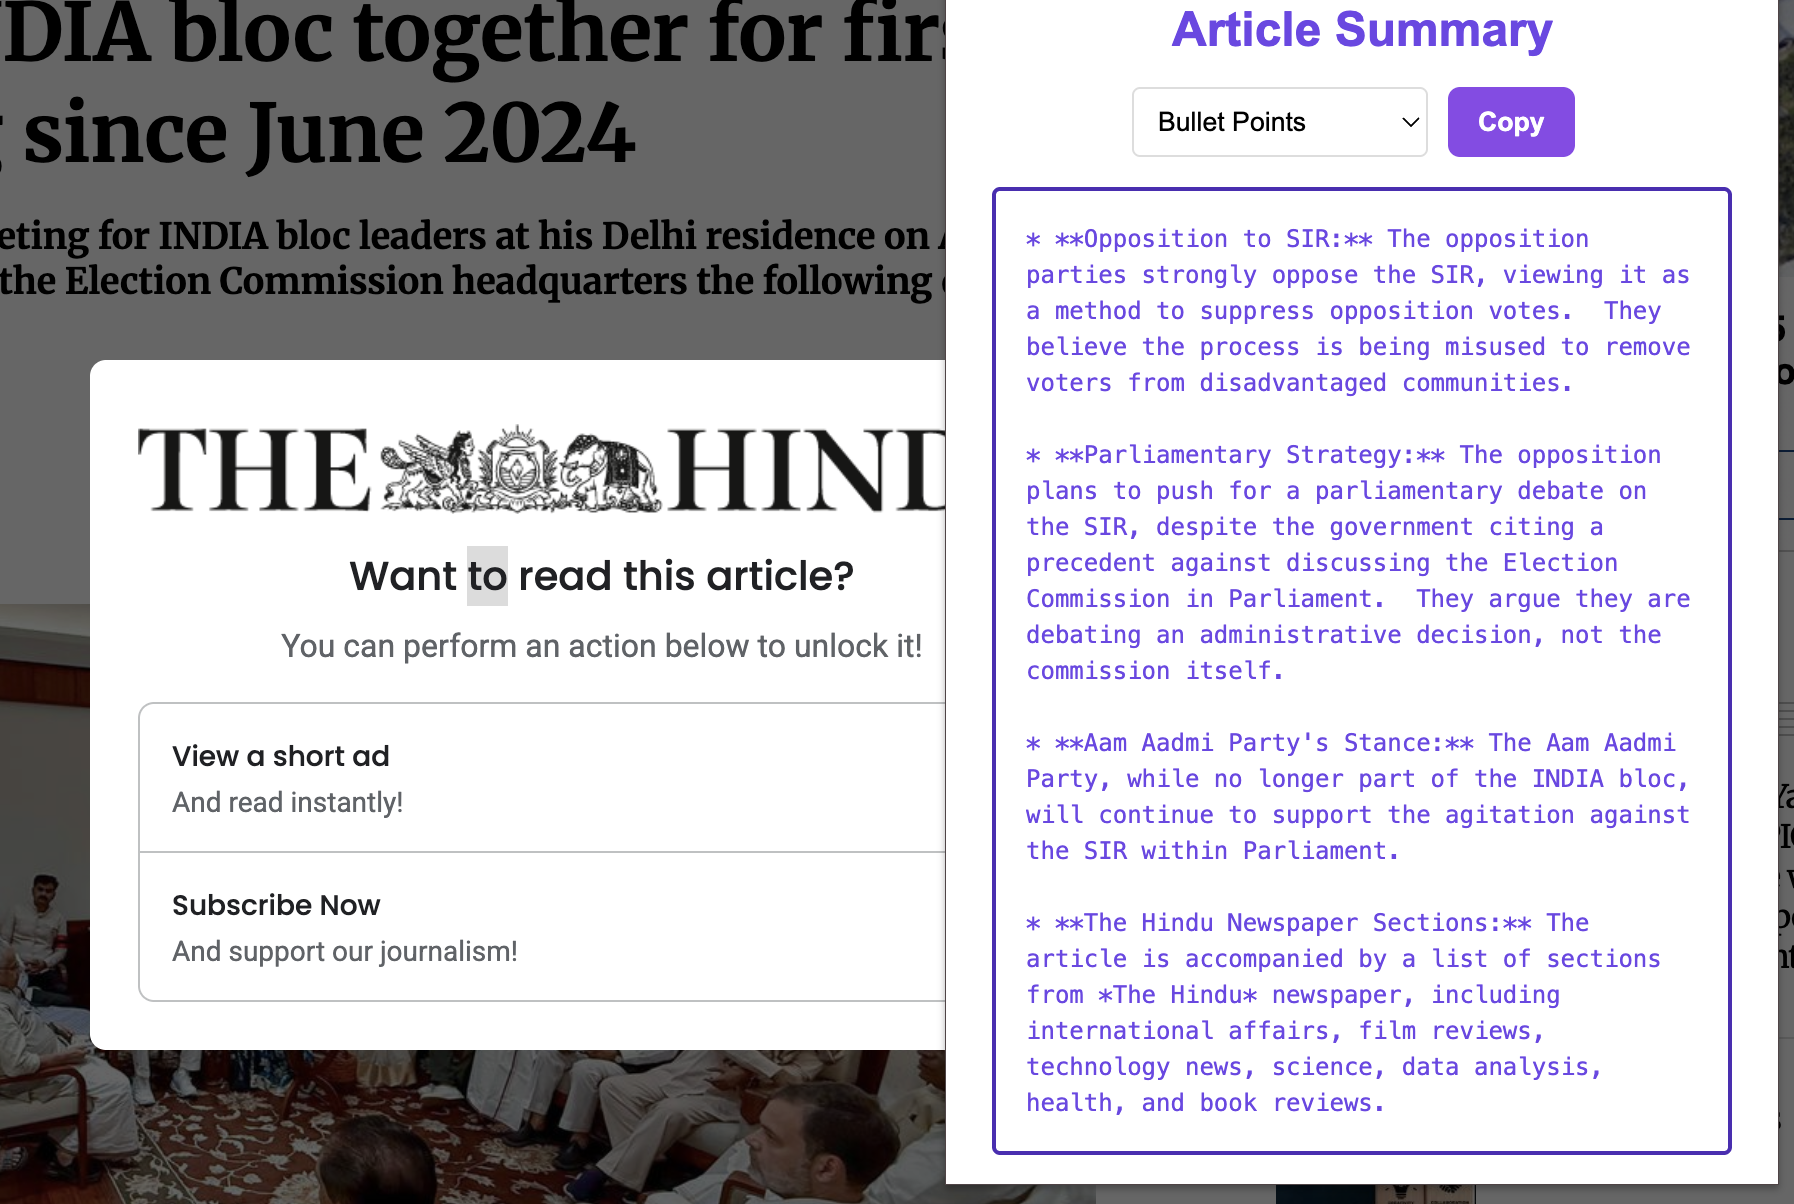 INDIA bloc together for
since June 2024
eting for INDIA bloc leaders at his Delhi residence on
the Election Commission headquarters the following
THE HIND
Want to read this article?
You can perform an action below to unlock it!
View a short ad
And read instantly!
Subscribe Now
And support our journalism!
Article Summary
Bullet Points
Copy
* **Opposition to SIR:** The opposition
parties strongly oppose the SIR, viewing it as
a method to suppress opposition votes.  They
believe the process is being misused to remove
voters from disadvantaged communities.
* **Parliamentary Strategy:** The opposition
plans to push for a parliamentary debate on
the SIR, despite the government citing a
precedent against discussing the Election
Commission in Parliament.  They argue they are
debating an administrative decision, not the
commission itself.
* **Aam Aadmi Party's Stance:** The Aam Aadmi
Party, while no longer part of the INDIA bloc,
will continue to support the agitation against
the SIR within Parliament.
* **The Hindu Newspaper Sections:** The
article is accompanied by a list of sections
from *The Hindu* newspaper, including
international affairs, film reviews,
technology news, science, data analysis,
health, and book reviews.